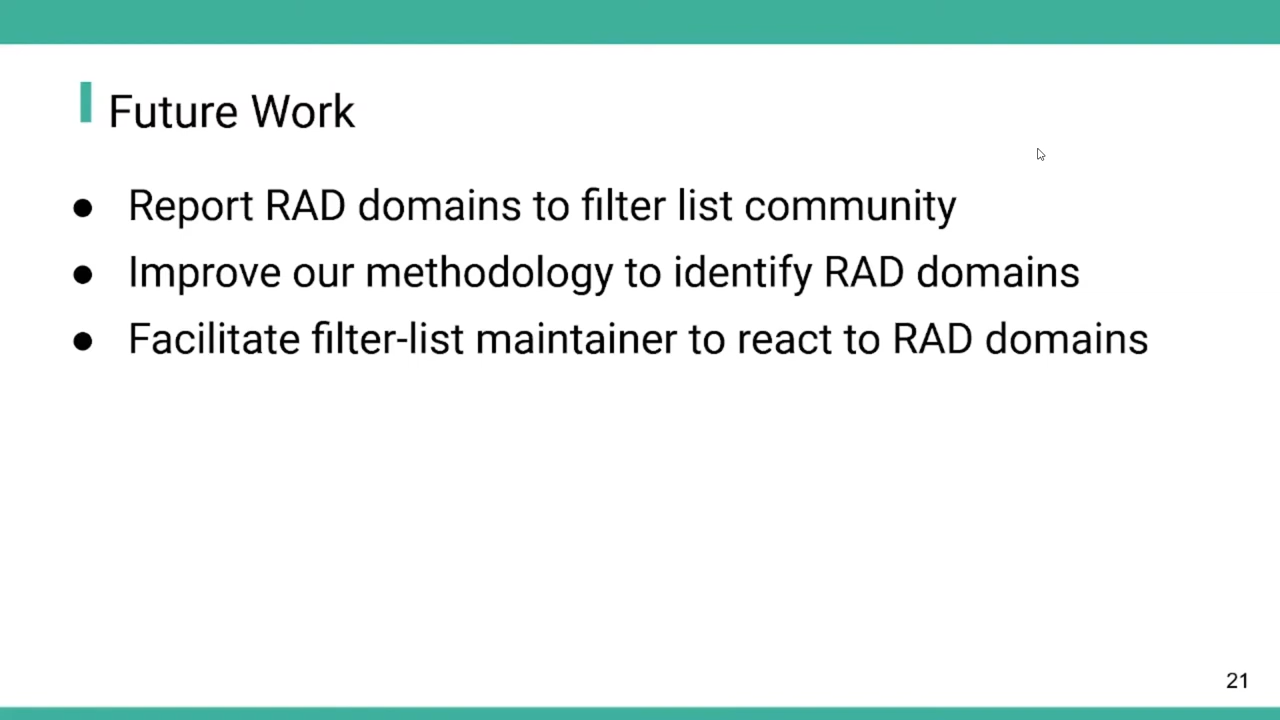 Future Work
● Report RAD domains to filter list community
● Improve our methodology to identify RAD domains
● Facilitate filter-list maintainer to react to RAD domains
21